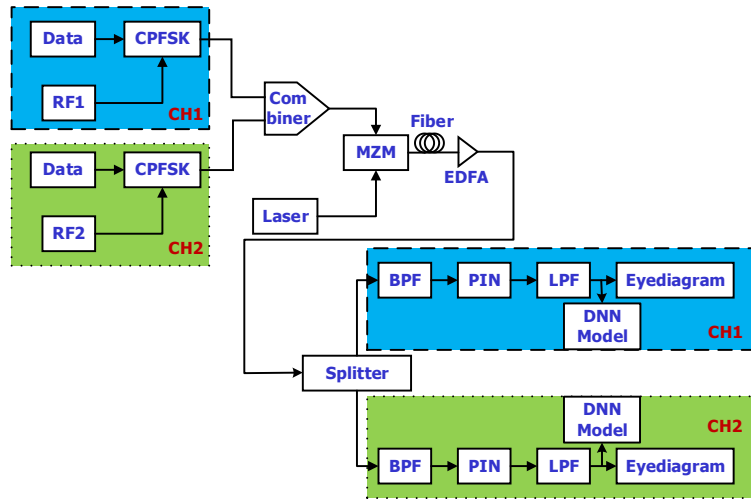 Data
CPFSK
RF1
CH1
Data
CPFSK
RF2
CH2
Com
biner
Laser
MZM
Fiber
EDFA
Splitter
BPF
PIN
LPF
Eyediagram
DNN
Model
CH1
DNN
Model
CH2
BPF
PIN
LPF
Eyediagram